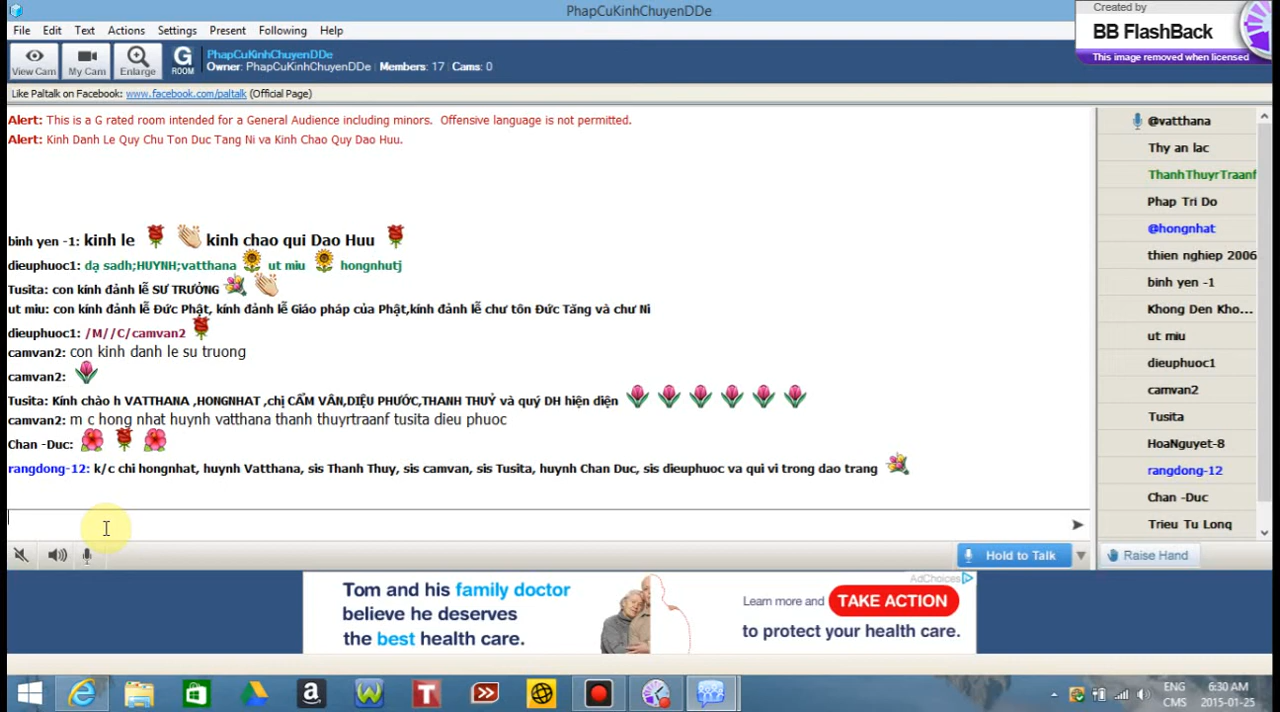 PhapCuKinhChuyenDDe
Created by
BB FlashBack
This image removed when licensed
File Edit Text Actions Settings Present Following Help
View Cam My Cam Enlarge G ROOM
PhapCuKinhChuyenDDe
Owner: PhapCuKinhChuyenDDe Members: 17 Cams: 0
Like Paltalk on Facebook: www.facebook.com/paltalk (Official Page)
Alert: This is a G rated room intended for a General Audience including minors. Offensive language is not permitted.
Alert: Kinh Danh Le Quy Chu Ton Duc Tang Ni va Kinh Chao Quy Dao Huu.
binh yen -1: kinh le kinh chao qui Dao Huu
dieuphuoc1: dạ sadh;HUYNH;vatthana ut miu hongnhutj
Tusita: con kính đảnh lễ SƯ TRƯỞNG
ut miu: con kính đảnh lễ Đức Phật, kính đảnh lễ Giáo pháp của Phật,kính đảnh lễ chư tôn Đức Tăng và chư Ni
dieuphuoc1: /M//C/camvan2
camvan2: con kinh danh le su truong
camvan2:
Tusita: Kính chào h VATTHANA ,HONGNHAT ,chị CẨM VÂN,DIỆU PHƯỚC,THANH THUỶ và quý DH hiện diện
camvan2: m c hong nhat huynh vatthana thanh thuyrtraanf tusita dieu phuoc
Chan -Duc:
rangdong-12: k/c chi hongnhat, huynh Vatthana, sis Thanh Thuy, sis camvan, sis Tusita, huynh Chan Duc, sis dieuphuoc va qui vi trong dao trang
@vatthana
Thy an lac
ThanhThuyrTraanf
Phap Tri Do
@hongnhat
thien nghiep 2006
binh yen -1
Khong Den Kho...
ut miu
dieuphuoc1
camvan2
Tusita
HoaNguyet-8
rangdong-12
Chan -Duc
Trieu Tu Long
Hold to Talk
Raise Hand
Tom and his family doctor
believe he deserves
the best health care.
AdChoices
Learn more and TAKE ACTION
to protect your health care.
ENG 6:30 AM
CMS 2015-01-25